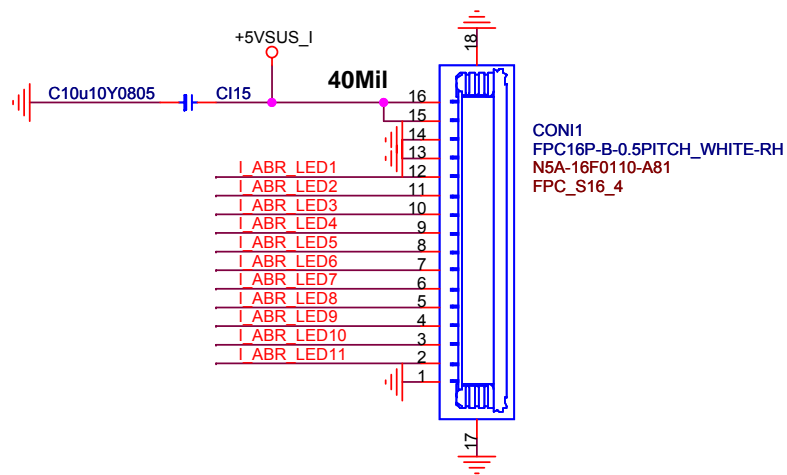 18
+5VSUS_I
40Mil
C10u10Y0805 CI15
16
15
14
13
I_ABR_LED1 12
I_ABR_LED2 11
I_ABR_LED3 10
I_ABR_LED4 9
I_ABR_LED5 8
I_ABR_LED6 7
I_ABR_LED7 6
I_ABR_LED8 5
I_ABR_LED9 4
I_ABR_LED10 3
I_ABR_LED11 2
1
CONI1
FPC16P-B-0.5PITCH_WHITE-RH
N5A-16F0110-A81
FPC_S16_4
17